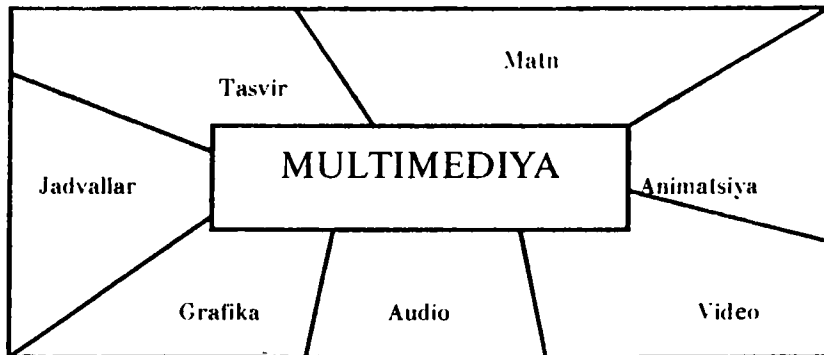 Matn
Tasvir
MULTIMEDIYA
Jadvallar
Animatsiya
Grafika
Audio
Video